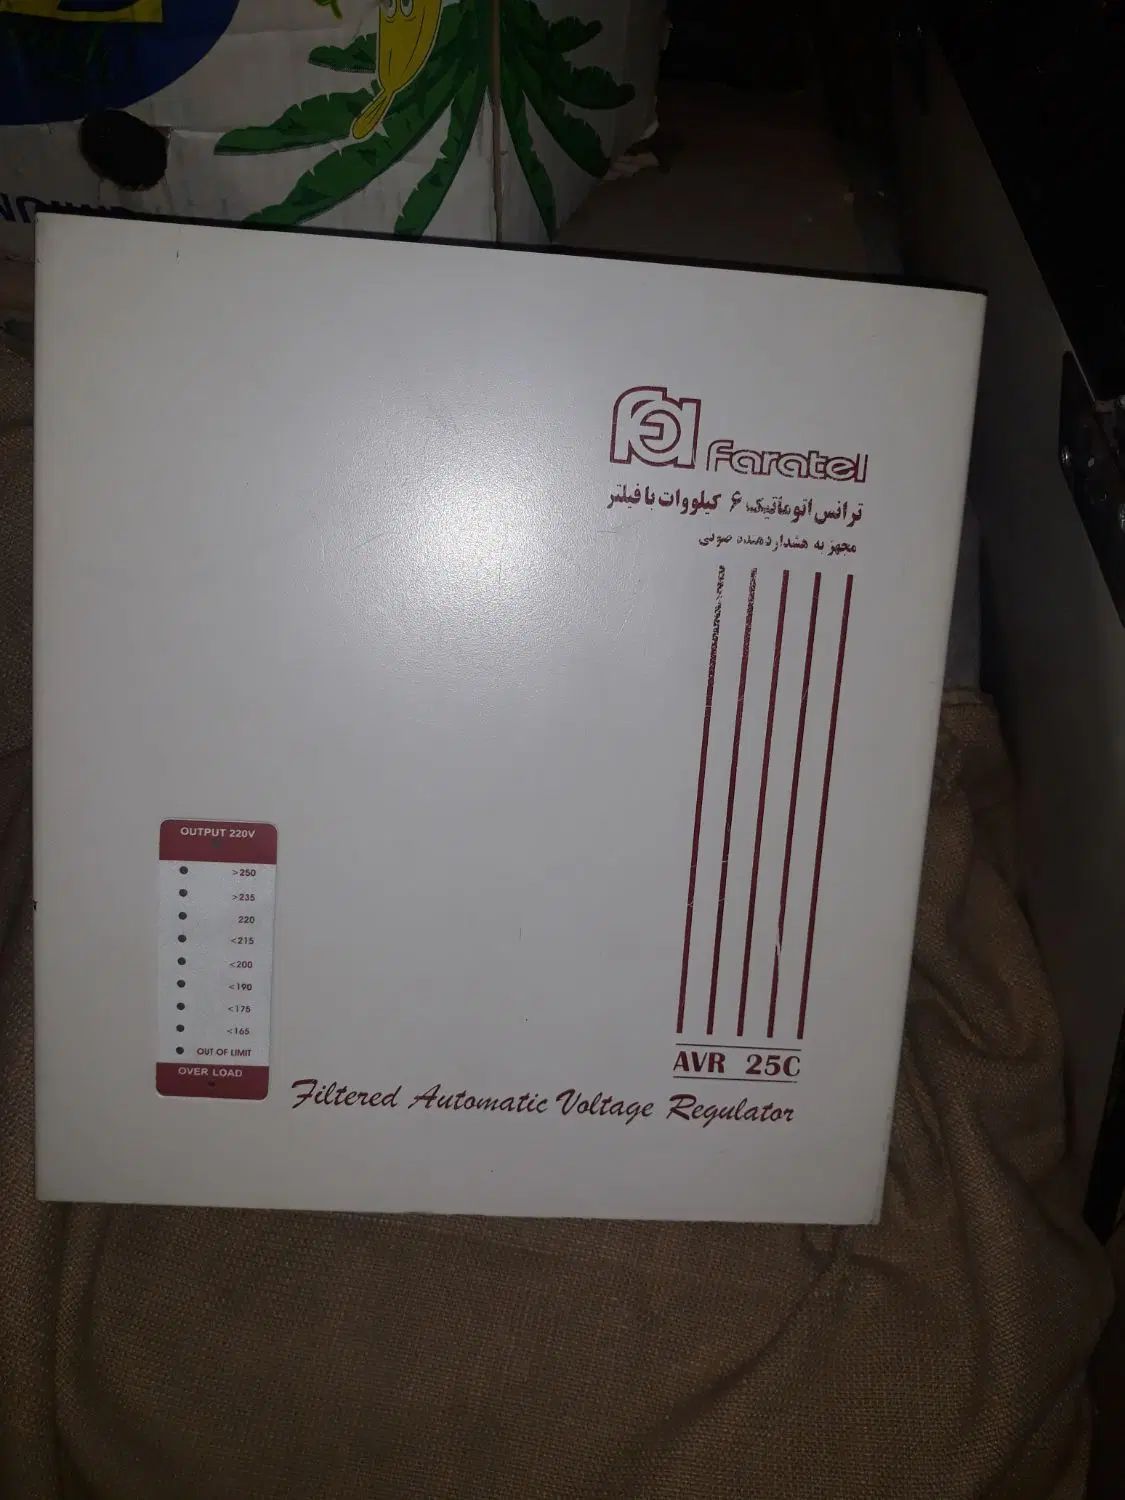 faratel
ترانس اتوماتیک ۶ کیلووات با فیلتر
مجهز به هشداردهنده صوتی
OUTPUT 220V
>250
>235
220
<215
<200
<190
<175
<165
OUT OF LIMIT
OVER LOAD
AVR 25C
Filtered Automatic Voltage Regulator